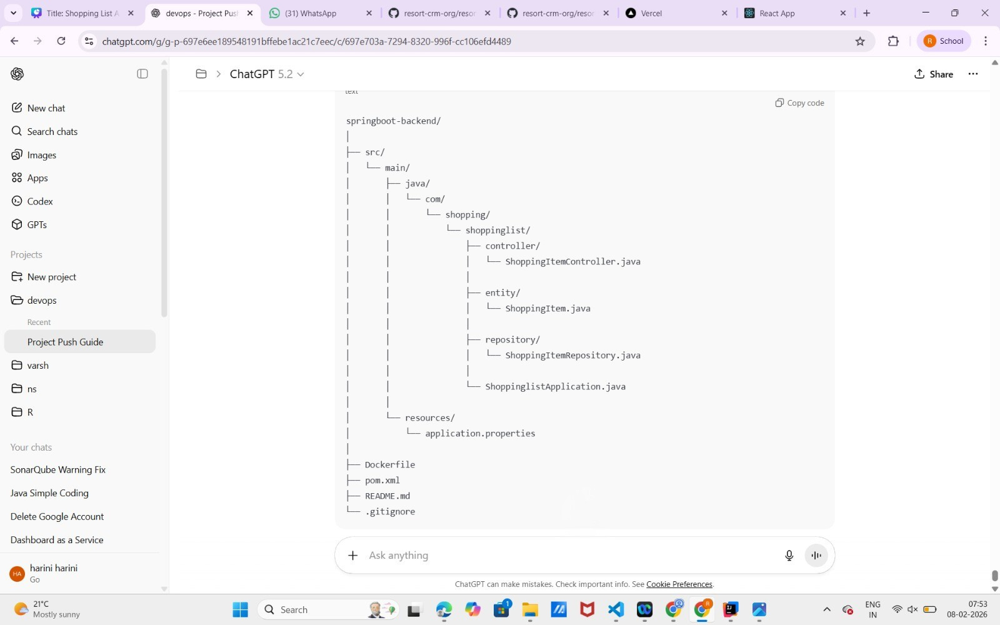 Title: Shopping List A
devops - Project Push
(31) WhatsApp
resort-crm-org/resor
resort-crm-org/resor
Vercel
React App
chatgpt.com/g/g-p-697e6ee189548191bffebe1ac21c7eec/c/697e703a-7294-8320-996f-cc106efd4489
R School
ChatGPT 5.2
Share
New chat
Search chats
Images
Apps
Codex
GPTs
Projects
New project
devops
Recent
Project Push Guide
varsh
ns
R
Your chats
SonarQube Warning Fix
Java Simple Coding
Delete Google Account
Dashboard as a Service
HA harini harini
Go
text
Copy code
springboot-backend/
│
├── src/
│   └── main/
│       ├── java/
│       │   └── com/
│       │       └── shopping/
│       │           └── shoppinglist/
│       │               ├── controller/
│       │               │   └── ShoppingItemController.java
│       │               │
│       │               ├── entity/
│       │               │   └── ShoppingItem.java
│       │               │
│       │               ├── repository/
│       │               │   └── ShoppingItemRepository.java
│       │               │
│       │               └── ShoppinglistApplication.java
│       │
│       └── resources/
│           └── application.properties
│
├── Dockerfile
├── pom.xml
├── README.md
└── .gitignore
Ask anything
ChatGPT can make mistakes. Check important info. See Cookie Preferences.
21°C
Mostly sunny
Search
1
R
ENG
IN
07:53
08-02-2026